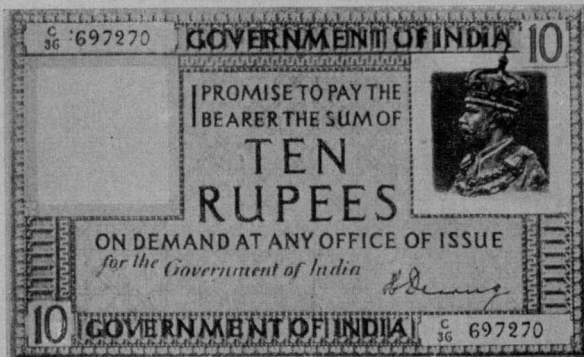 C/36 697270 GOVERNMENT OF INDIA 10
I PROMISE TO PAY THE
BEARER THE SUM OF
TEN
RUPEES
ON DEMAND AT ANY OFFICE OF ISSUE
for the Government of India
10 GOVERNMENT OF INDIA C/36 697270